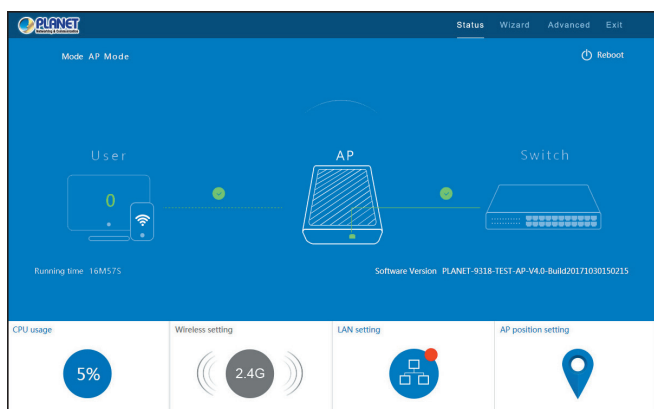 PLANET
Networking & Communication
Status Wizard Advanced Exit
Mode AP Mode
Reboot
User
AP
Switch
0
Running time 16M57S
Software Version PLANET-9318-TEST-AP-V4.0-Build20171030150215
CPU usage
Wireless setting
LAN setting
AP position setting
5%
2.4G